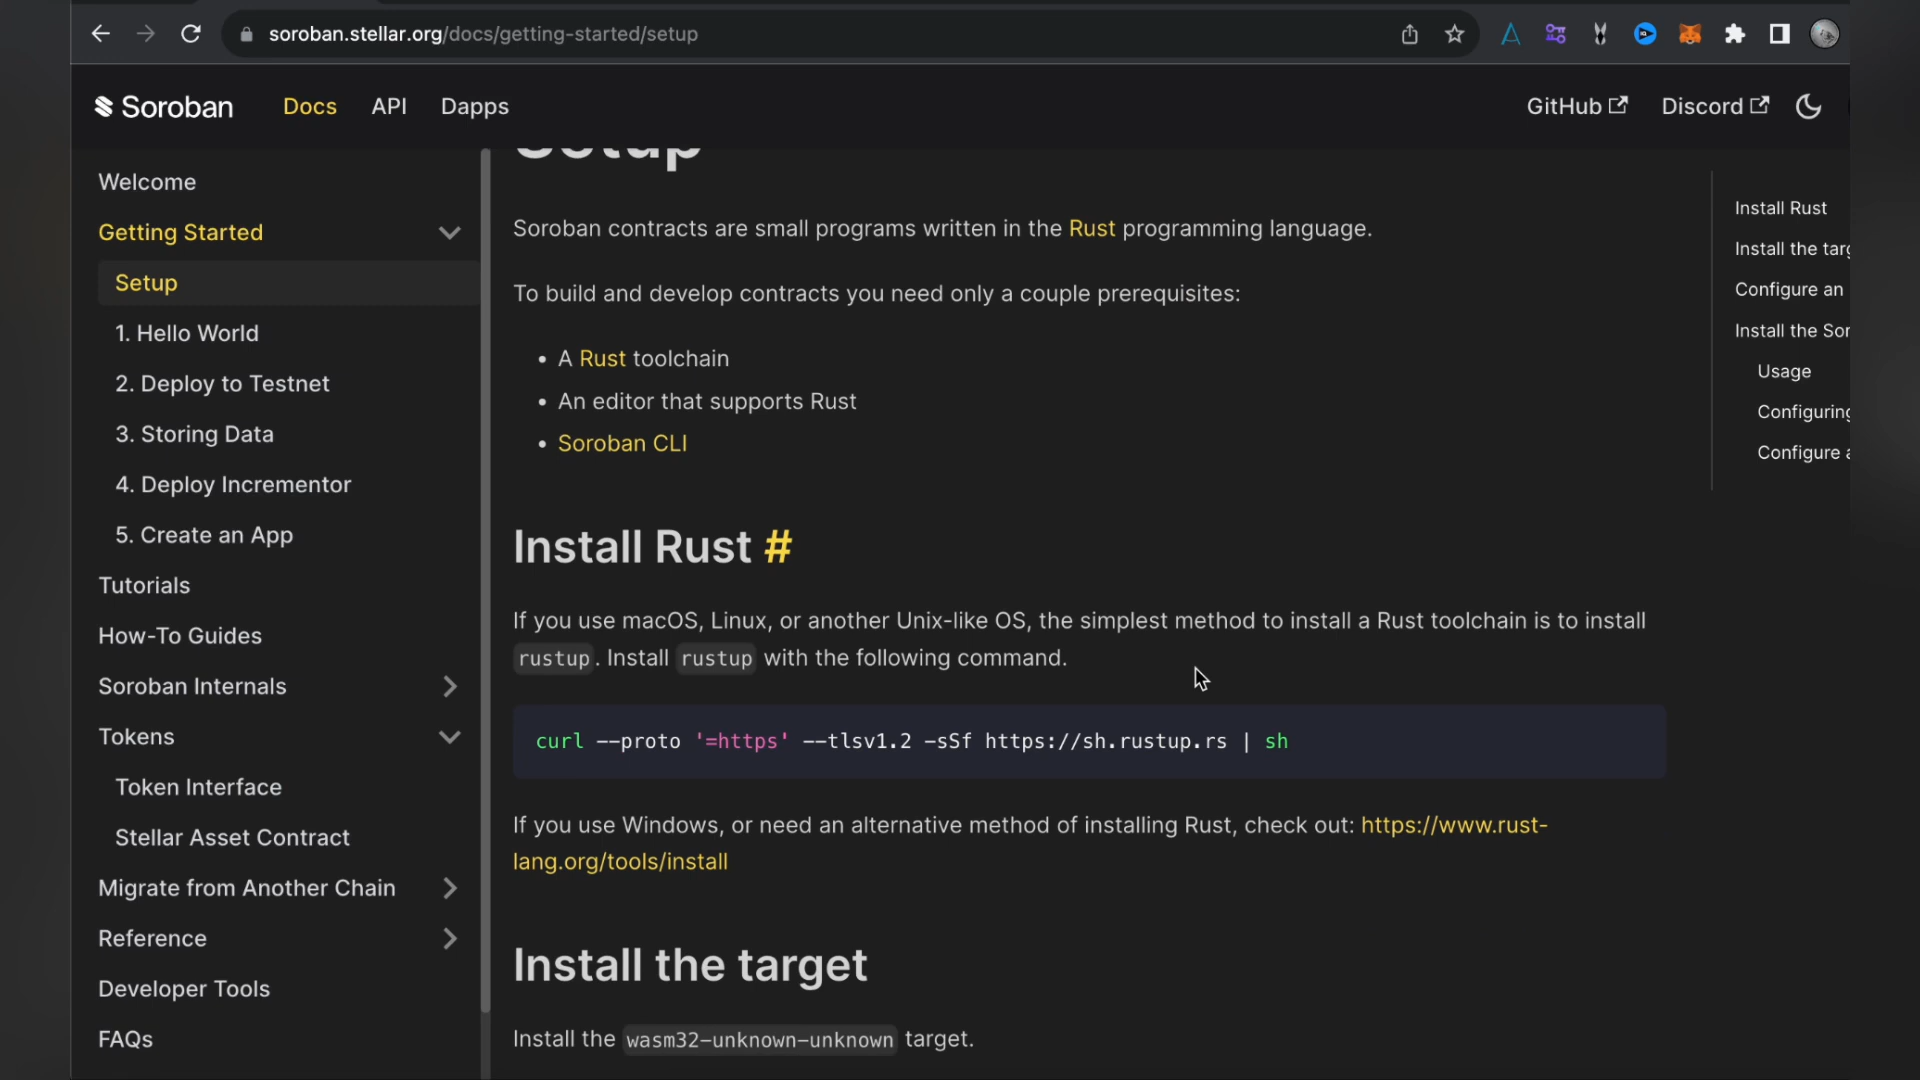 soroban.stellar.org/docs/getting-started/setup
Soroban
Docs
API
Dapps
GitHub
Discord
Welcome
Getting Started
Setup
1. Hello World
2. Deploy to Testnet
3. Storing Data
4. Deploy Incrementor
5. Create an App
Tutorials
How-To Guides
Soroban Internals
Tokens
Token Interface
Stellar Asset Contract
Migrate from Another Chain
Reference
Developer Tools
FAQs
Setup
Soroban contracts are small programs written in the Rust programming language.
To build and develop contracts you need only a couple prerequisites:
• A Rust toolchain
• An editor that supports Rust
• Soroban CLI
Install Rust #
If you use macOS, Linux, or another Unix-like OS, the simplest method to install a Rust toolchain is to install
rustup. Install rustup with the following command.
curl --proto '=https' --tlsv1.2 -sSf https://sh.rustup.rs | sh
If you use Windows, or need an alternative method of installing Rust, check out: https://www.rust-
lang.org/tools/install
Install the target
Install the wasm32-unknown-unknown target.
Install Rust
Install the
Configure an
Install the
Usage
Configure